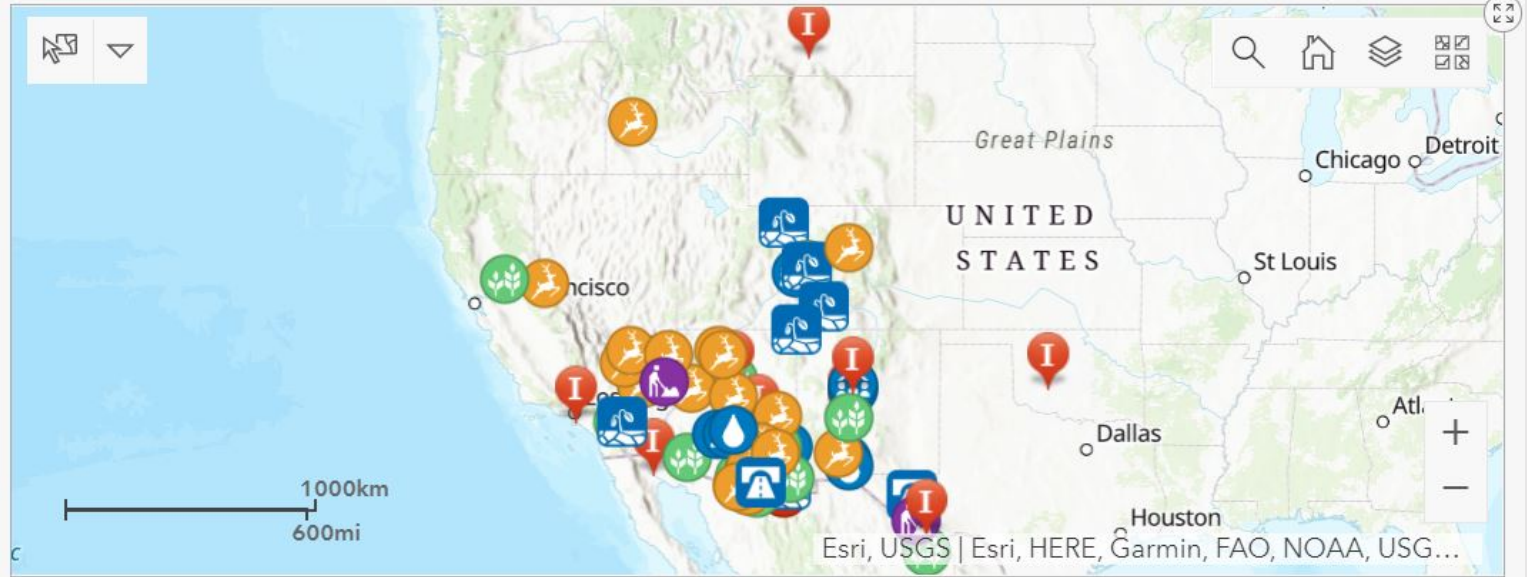 I
Great Plains
Detroit
Chicago
UNITED
STATES
St Louis
ncisco
I
I
I
Los
Atla
I
Dallas
I
1000km
600mi
Houston
Esri, USGS | Esri, HERE, Garmin, FAO, NOAA, USG...
c